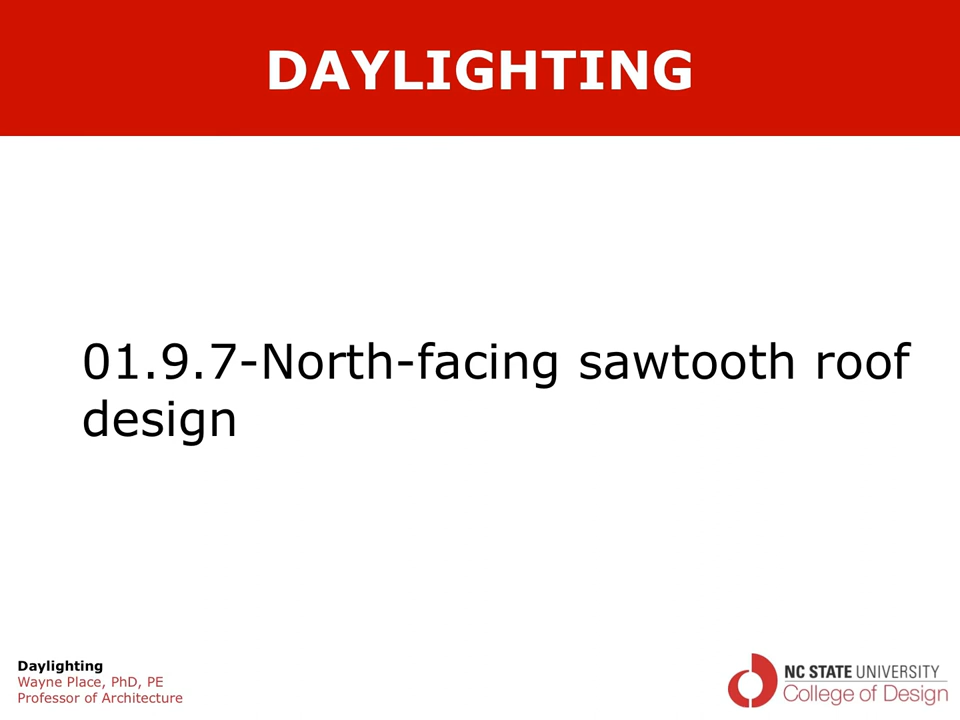 DAYLIGHTING
01.9.7-North-facing sawtooth roof
design
Daylighting
Wayne Place, PhD, PE
Professor of Architecture
NC STATE UNIVERSITY
College of Design